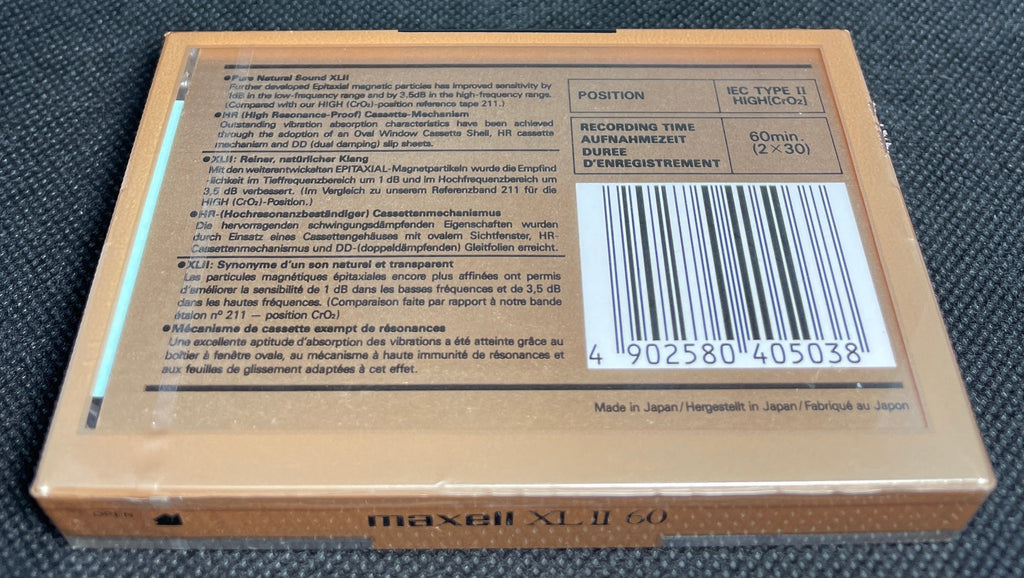 ●Pure Natural Sound XLII
Further developed Epitaxial magnetic particles has improved sensitivity by
1dB in the low-frequency range and by 3.5dB in the high-frequency range.
(Compared with our HIGH (CrO₂)-position reference tape 211.)
●HR (High Resonance-Proof) Cassette-Mechanism
Outstanding vibration absorption characteristics have been achieved
through the adoption of an Oval Window Cassette Shell, HR cassette
mechanism and DD (dual damping) slip sheets.
●XLII: Reiner, natürlicher Klang
Mit den weiterentwickelten EPITAXIAL-Magnetpartikeln wurde die Empfind
-lichkeit im Tieffrequenzbereich um 1 dB und im Hochfrequenzbereich um
3,5 dB verbessert. (Im Vergleich zu unserem Referenzband 211 für die
HIGH (CrO₂)-Position.)
●HR-(Hochresonanzbeständiger) Cassettenmechanismus
Die hervorragenden schwingungsdämpfenden Eigenschaften wurden
durch Einsatz eines Cassettengehäuses mit ovalem Sichtfenster, HR-
Cassettenmechanismus und DD-(doppeldämpfenden) Gleitfolien erreicht.
●XLII: Synonyme d'un son naturel et transparent
Les particules magnétiques épitaxiales encore plus affinées ont permis
d'améliorer la sensibilité de 1 dB dans les basses fréquences et de 3,5 dB
dans les hautes fréquences. (Comparaison faite par rapport à notre bande
étalon nº 211 — position CrO₂)
●Mécanisme de cassette exempt de résonances
Une excellente aptitude d'absorption des vibrations a été atteinte grâce au
boîtier à fenêtre ovale, au mécanisme à haute immunité de résonances et
aux feuilles de glissement adaptées à cet effet.
POSITION
IEC TYPE II
HIGH[CrO₂]
RECORDING TIME
AUFNAHMEZEIT
DUREE
D'ENREGISTREMENT
60min.
(2×30)
4 902580 405038
Made in Japan/Hergestellt in Japan/Fabriqué au Japon
OPEN
maxell XL II 60